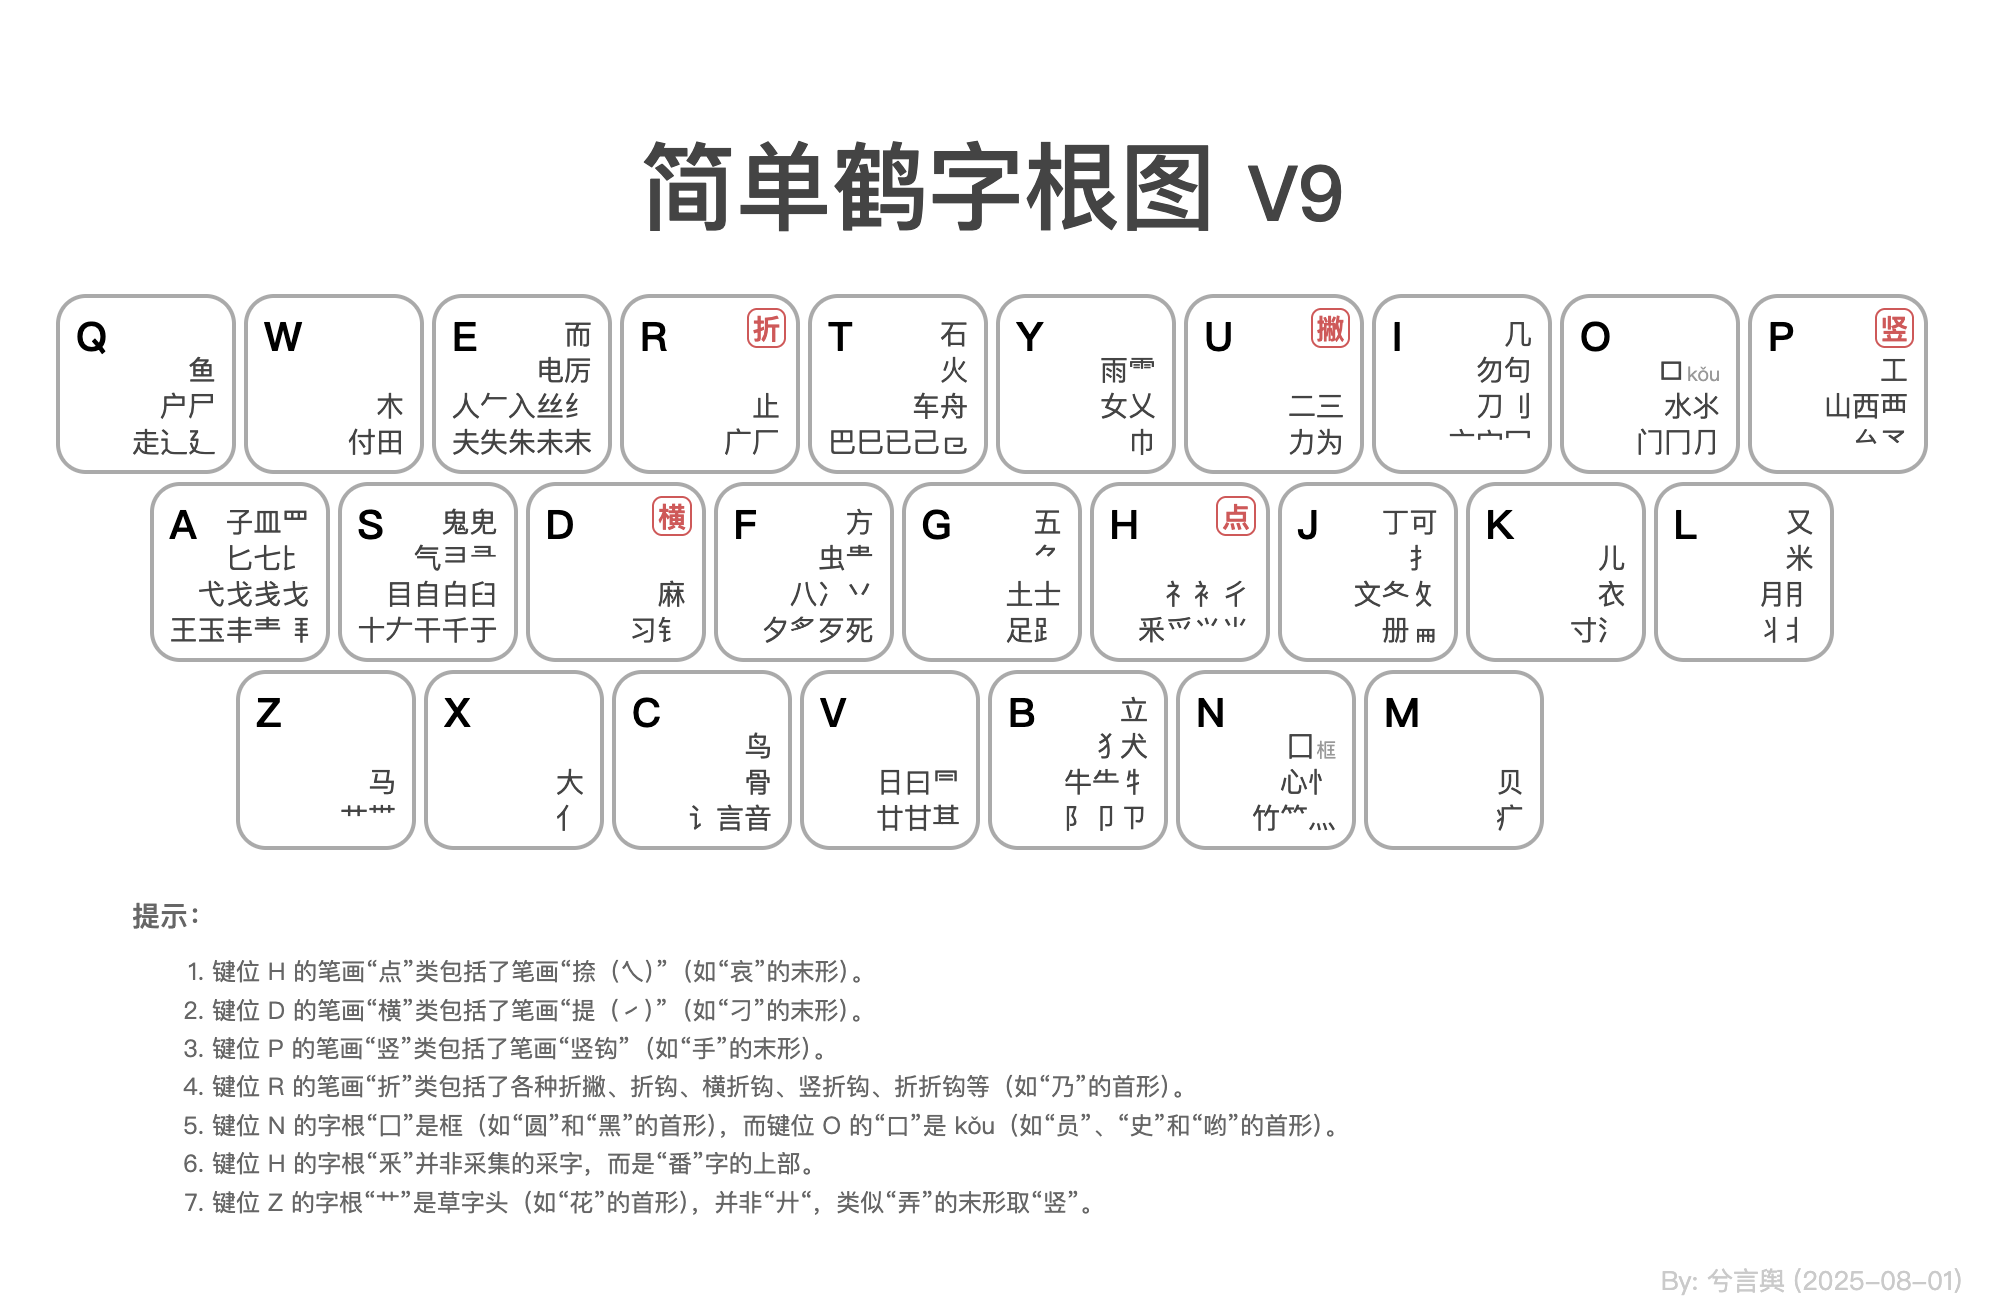 简单鹤字根图 V9
Q
鱼
户尸
走辶廴
W
木
付田
E
而
电厉
人𠂉入丝纟
夫失朱未末
R 折
止
广厂
T
石
火
车舟
巴巳已己㔾
Y
雨⻗
女乂
巾
U 撇
二三
力为
I
几
勿句
刀刂
亠宀冖
O
口kǒu
水氺
门冂⺆
P 竖
工
山西覀
厶龴
A 子皿罒
匕七
弋戈戋
王玉丰龶
S 鬼
气彐
目自白臼
十𠂇干千于
D 横
麻
习钅
F
方
虫
八冫丷
夕歹死
G
五
⺈
土士
足𧾷
H 点
礻衤彳
釆爫⺌
J 丁可
扌
文夂攵
册
K
儿
衣
寸氵
L
又
米
月
丬
Z
马
艹
X
大
亻
C
鸟
骨
讠言音
V
日曰
廿甘
B
立
犭犬
牛牜
阝卩
N
囗框
心忄
竹⺮灬
M
贝
疒
提示：
1. 键位 H 的笔画“点”类包括了笔画“捺（㇏）”（如“哀”的末形）。
2. 键位 D 的笔画“横”类包括了笔画“提（㇀）”（如“刁”的末形）。
3. 键位 P 的笔画“竖”类包括了笔画“竖钩”（如“手”的末形）。
4. 键位 R 的笔画“折”类包括了各种折撇、折钩、横折钩、竖折钩、折折钩等（如“乃”的首形）。
5. 键位 N 的字根“囗”是框（如“圆”和“黑”的首形），而键位 O 的“口”是 kǒu（如“员”、“史”和“哟”的首形）。
6. 键位 H 的字根“釆”并非采集的采字，而是“番”字的上部。
7. 键位 Z 的字根“艹”是草字头（如“花”的首形），并非“廾“，类似“弄”的末形取“竖”。
By: 兮言舆 (2025-08-01)